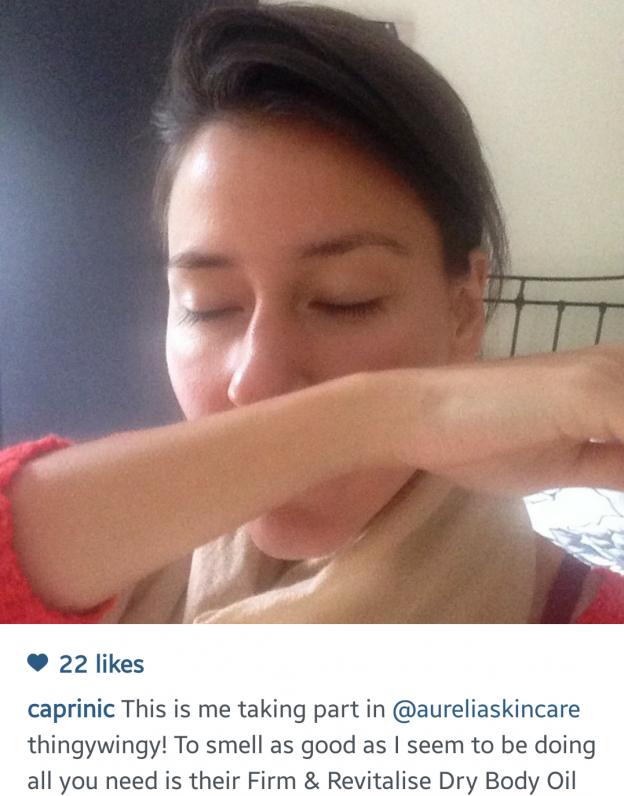 22 likes
caprinic This is me taking part in @aureliaskincare
thingywingy! To smell as good as I seem to be doing
all you need is their Firm & Revitalise Dry Body Oil